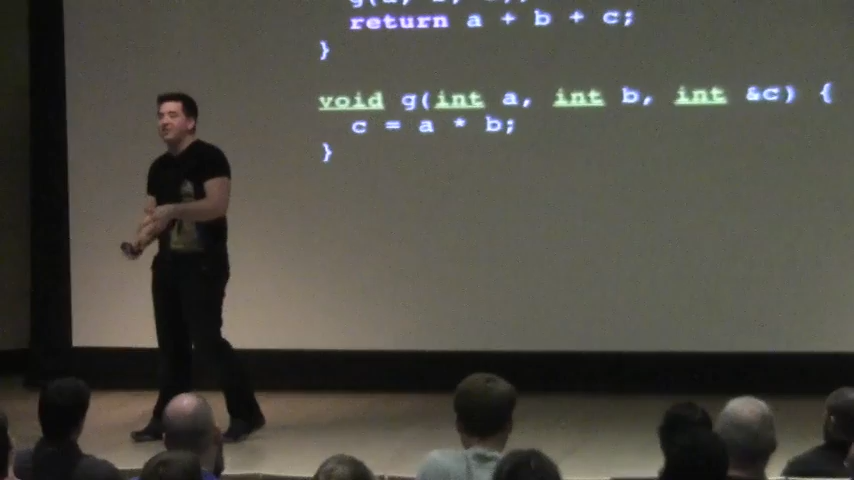 return a + b + c;
}
void g(int a, int b, int &c) {
c = a * b;
}